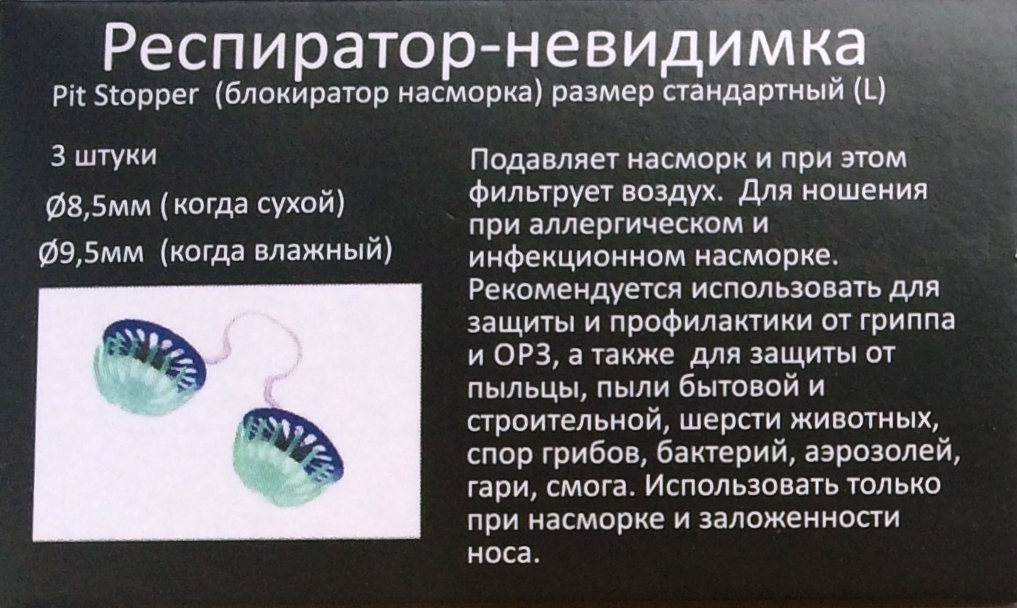 Респиратор-невидимка
Pit Stopper (блокиратор насморка) размер стандартный (L)
3 штуки
Ø8,5мм (когда сухой)
Ø9,5мм (когда влажный)
Подавляет насморк и при этом
фильтрует воздух. Для ношения
при аллергическом и
инфекционном насморке.
Рекомендуется использовать для
защиты и профилактики от гриппа
и ОРЗ, а также для защиты от
пыльцы, пыли бытовой и
строительной, шерсти животных,
спор грибов, бактерий, аэрозолей,
гари, смога. Использовать только
при насморке и заложенности
носа.